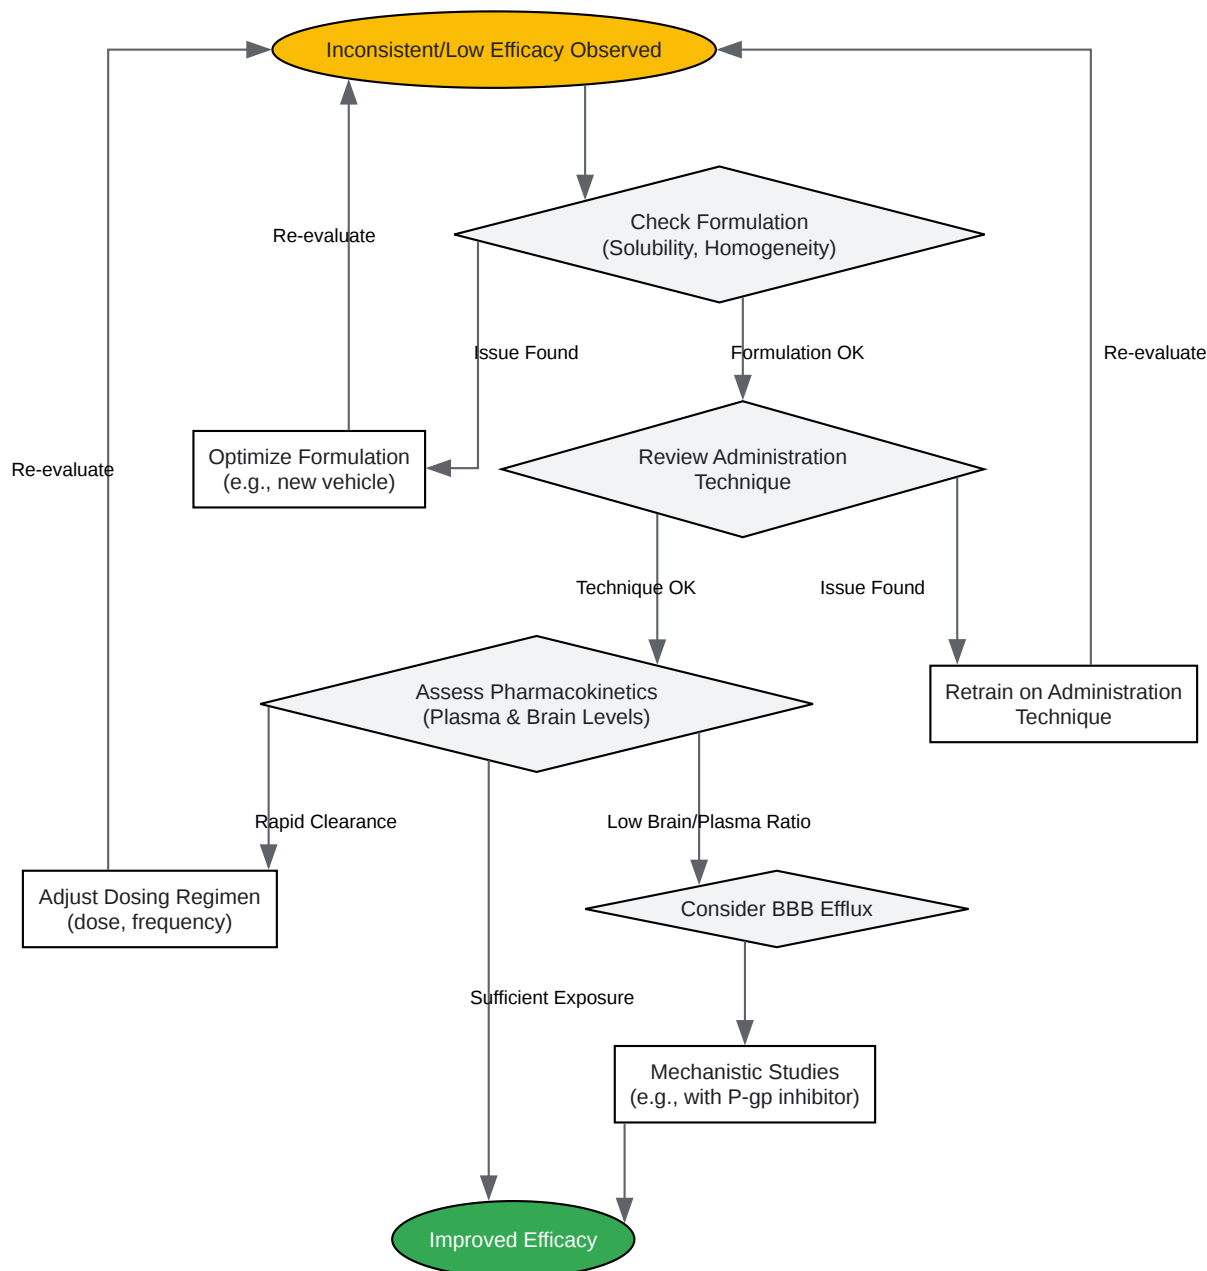 Inconsistent/Low Efficacy Observed
Check Formulation
(Solubility, Homogeneity)
Re-evaluate
Issue Found
Formulation OK
Re-evaluate
Optimize Formulation
(e.g., new vehicle)
Review Administration
Technique
Re-evaluate
Technique OK
Issue Found
Assess Pharmacokinetics
(Plasma & Brain Levels)
Retrain on Administration
Technique
Rapid Clearance
Low Brain/Plasma Ratio
Adjust Dosing Regimen
(dose, frequency)
Consider BBB Efflux
Sufficient Exposure
Mechanistic Studies
(e.g., with P-gp inhibitor)
Improved Efficacy